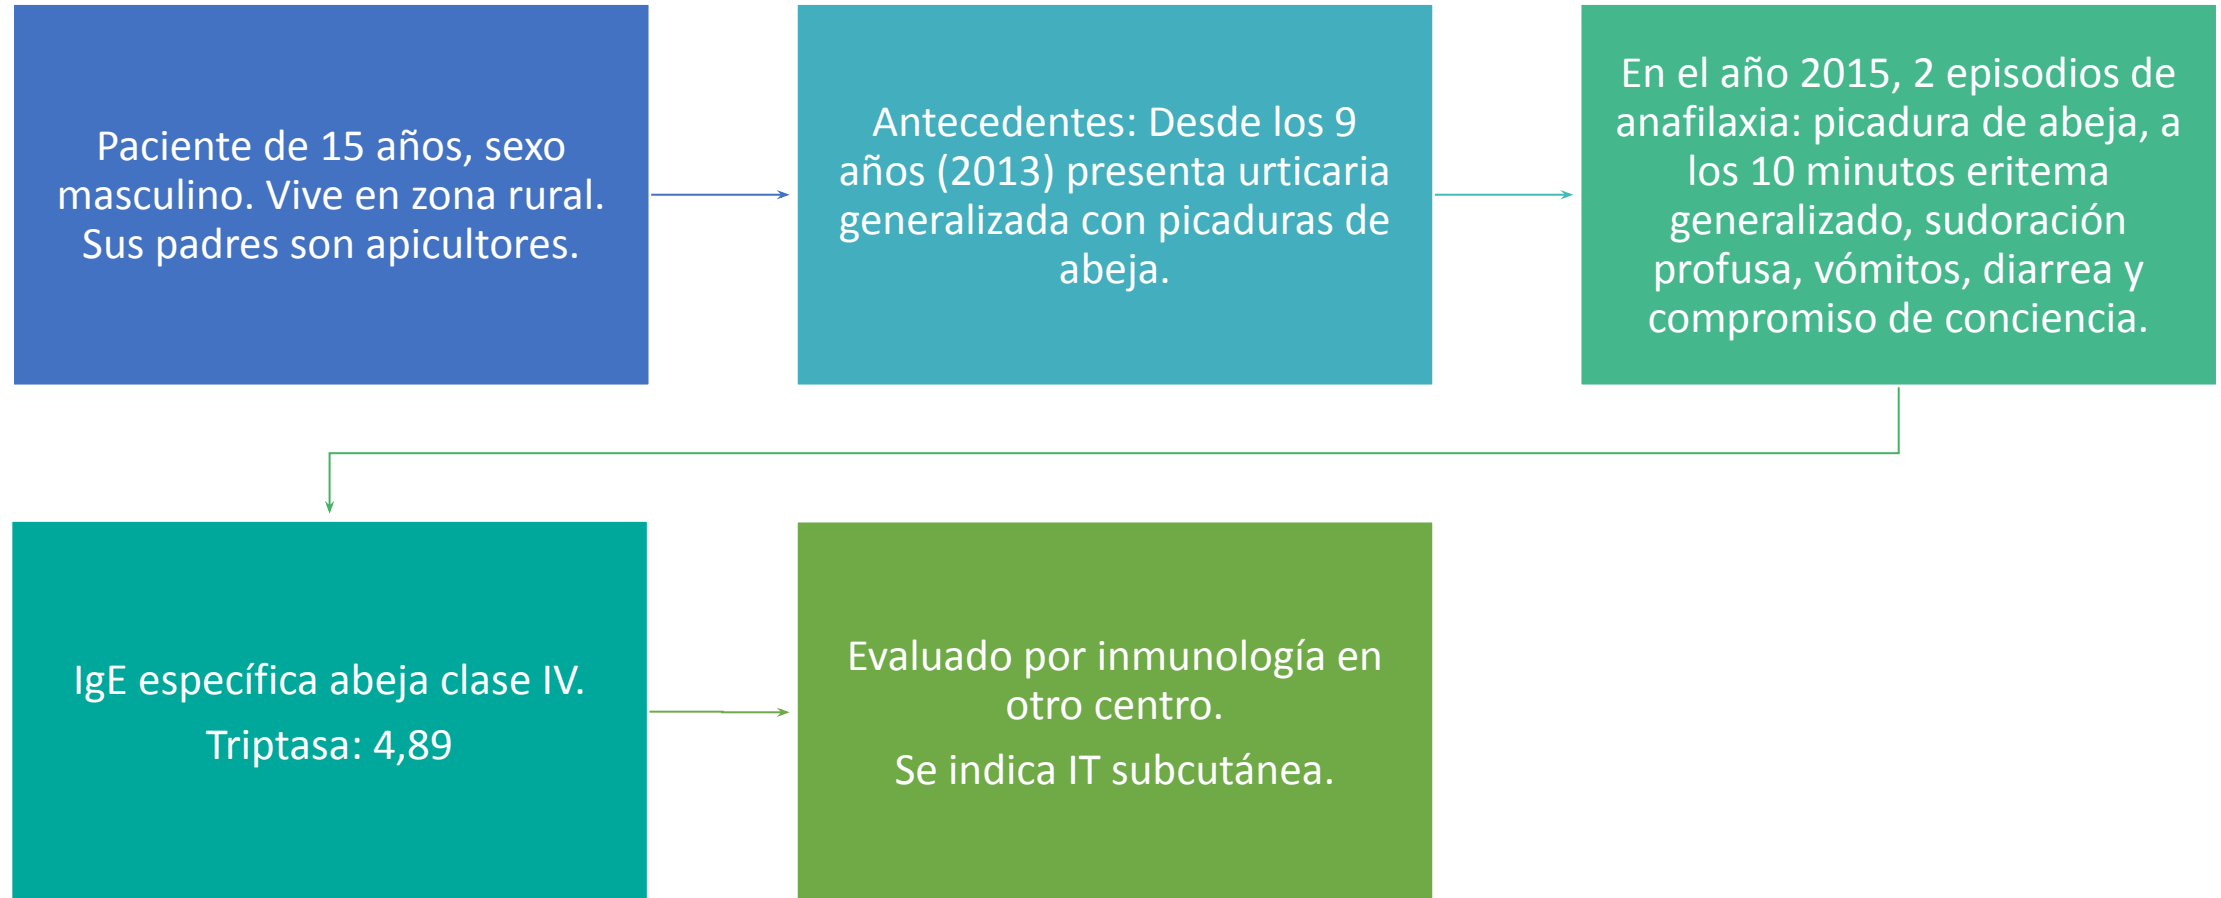 Paciente de 15 años, sexo
masculino. Vive en zona rural.
Sus padres son apicultores.
Antecedentes: Desde los 9
años (2013) presenta urticaria
generalizada con picaduras de
abeja.
En el año 2015, 2 episodios de
anafilaxia: picadura de abeja, a
los 10 minutos eritema
generalizado, sudoración
profusa, vómitos, diarrea y
compromiso de conciencia.
IgE específica abeja clase IV.
Triptasa: 4,89
Evaluado por inmunología en
otro centro.
Se indica IT subcutánea.